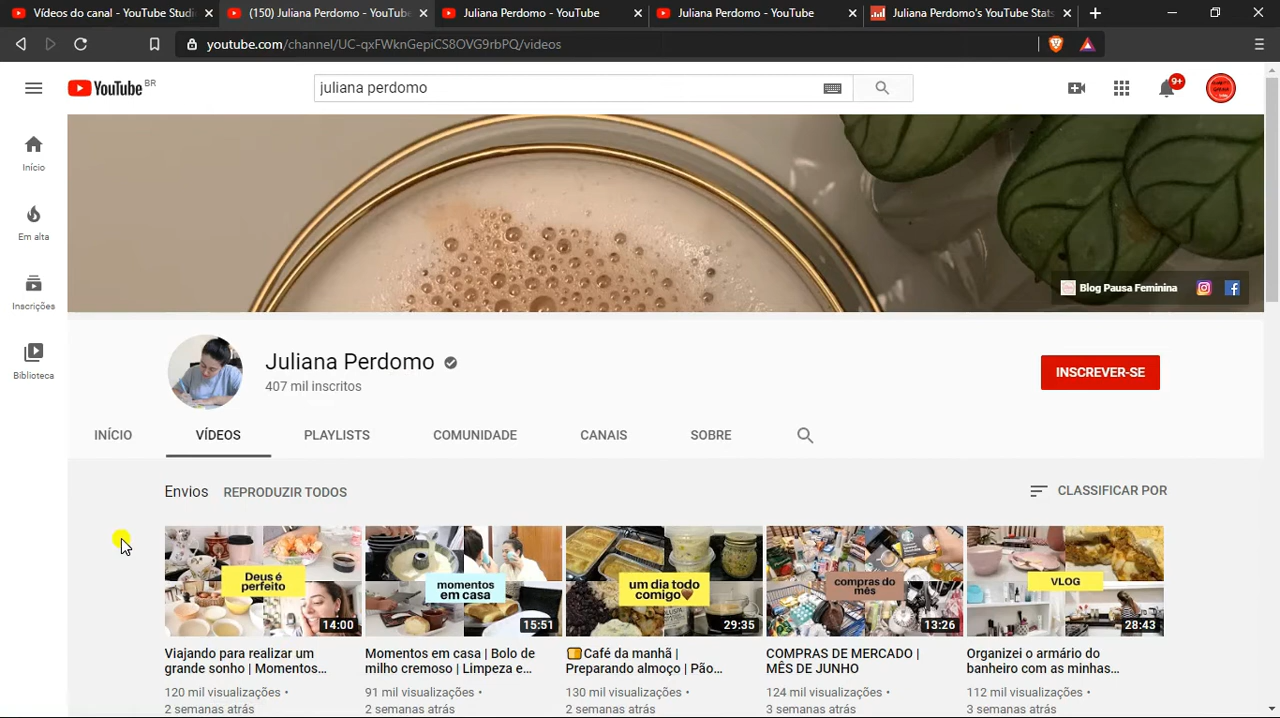 Vídeos do canal - YouTube Studi
(150) Juliana Perdomo - YouTube
Juliana Perdomo - YouTube
Juliana Perdomo - YouTube
Juliana Perdomo's YouTube Stats
youtube.com/channel/UC-qxFWknGepiCS8OVG9rbPQ/videos
YouTube BR
juliana perdomo
9+
Início
Em alta
Inscrições
Biblioteca
Blog Pausa Feminina
Juliana Perdomo
407 mil inscritos
INSCREVER-SE
INÍCIO VÍDEOS PLAYLISTS COMUNIDADE CANAIS SOBRE
Envios REPRODUZIR TODOS CLASSIFICAR POR
Deus é
perfeito
14:00
Viajando para realizar um
grande sonho | Momentos...
120 mil visualizações •
2 semanas atrás
momentos
em casa
15:51
Momentos em casa | Bolo de
milho cremoso | Limpeza e...
91 mil visualizações •
2 semanas atrás
um dia todo
comigo🤎
29:35
🍞Café da manhã |
Preparando almoço | Pão...
130 mil visualizações •
2 semanas atrás
compras do
mês
13:26
COMPRAS DE MERCADO |
MÊS DE JUNHO
124 mil visualizações •
3 semanas atrás
VLOG
28:43
Organizei o armário do
banheiro com as minhas...
112 mil visualizações •
3 semanas atrás